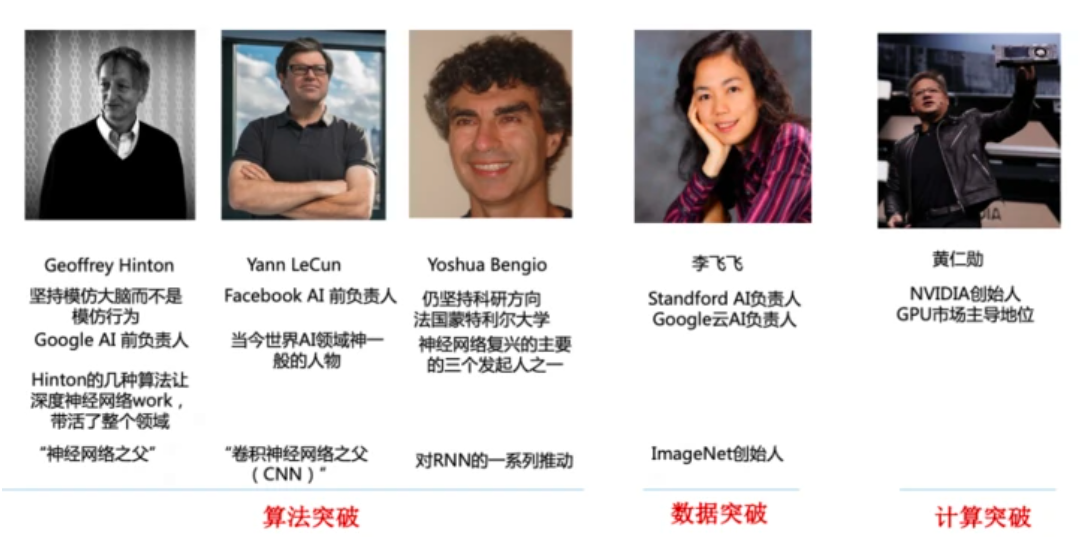 Geoffrey Hinton
坚持模仿大脑而不是
模仿行为
Google AI 前负责人
Hinton的几种算法让
深度神经网络work，
带活了整个领域
“神经网络之父”
Yann LeCun
Facebook AI 前负责人
当今世界AI领域神一
般的人物
“卷积神经网络之父
（CNN）”
Yoshua Bengio
仍坚持科研方向
法国蒙特利尔大学
神经网络复兴的主要
的三个发起人之一
对RNN的一系列推动
算法突破
李飞飞
Standford AI负责人
Google云AI负责人
ImageNet创始人
数据突破
DIA
黄仁勋
NVIDIA创始人
GPU市场主导地位
计算突破